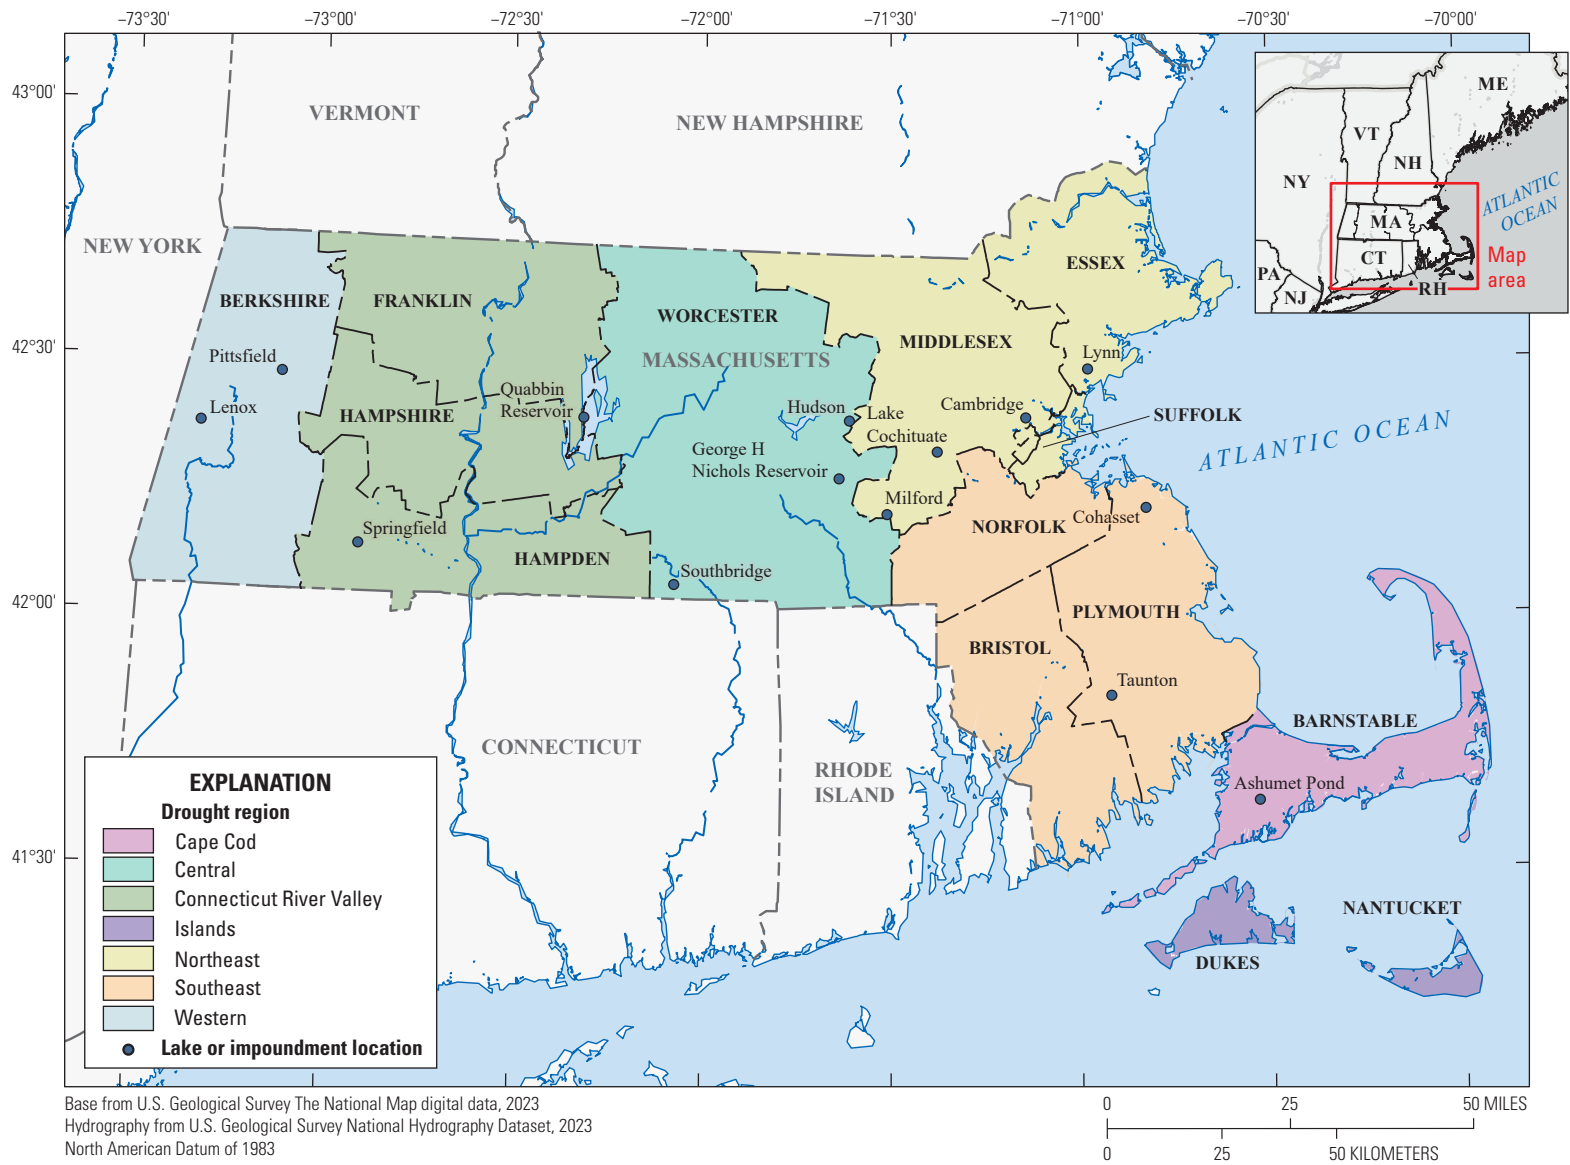 –73°30'
–73°00'
–72°30'
–72°00'
–71°30'
–71°00'
–70°30'
–70°00'
43°00'
42°30'
42°00'
41°30'
VERMONT
NEW HAMPSHIRE
NEW YORK
MASSACHUSETTS
CONNECTICUT
RHODE
ISLAND
BERKSHIRE
FRANKLIN
WORCESTER
ESSEX
MIDDLESEX
HAMPSHIRE
SUFFOLK
HAMPDEN
NORFOLK
PLYMOUTH
BRISTOL
BARNSTABLE
NANTUCKET
DUKES
Pittsfield
Lenox
Quabbin
Reservoir
Springfield
Southbridge
Hudson
Lake
Cochituate
George H
Nichols Reservoir
Milford
Cambridge
Lynn
Cohasset
Taunton
Ashumet Pond
ATLANTIC OCEAN
ME
VT
NH
NY
MA
CT
RH
PA
NJ
ATLANTIC
OCEAN
Map
area
EXPLANATION
Drought region
Cape Cod
Central
Connecticut River Valley
Islands
Northeast
Southeast
Western
Lake or impoundment location
Base from U.S. Geological Survey The National Map digital data, 2023
Hydrography from U.S. Geological Survey National Hydrography Dataset, 2023
North American Datum of 1983
0 25 50 MILES
0 25 50 KILOMETERS